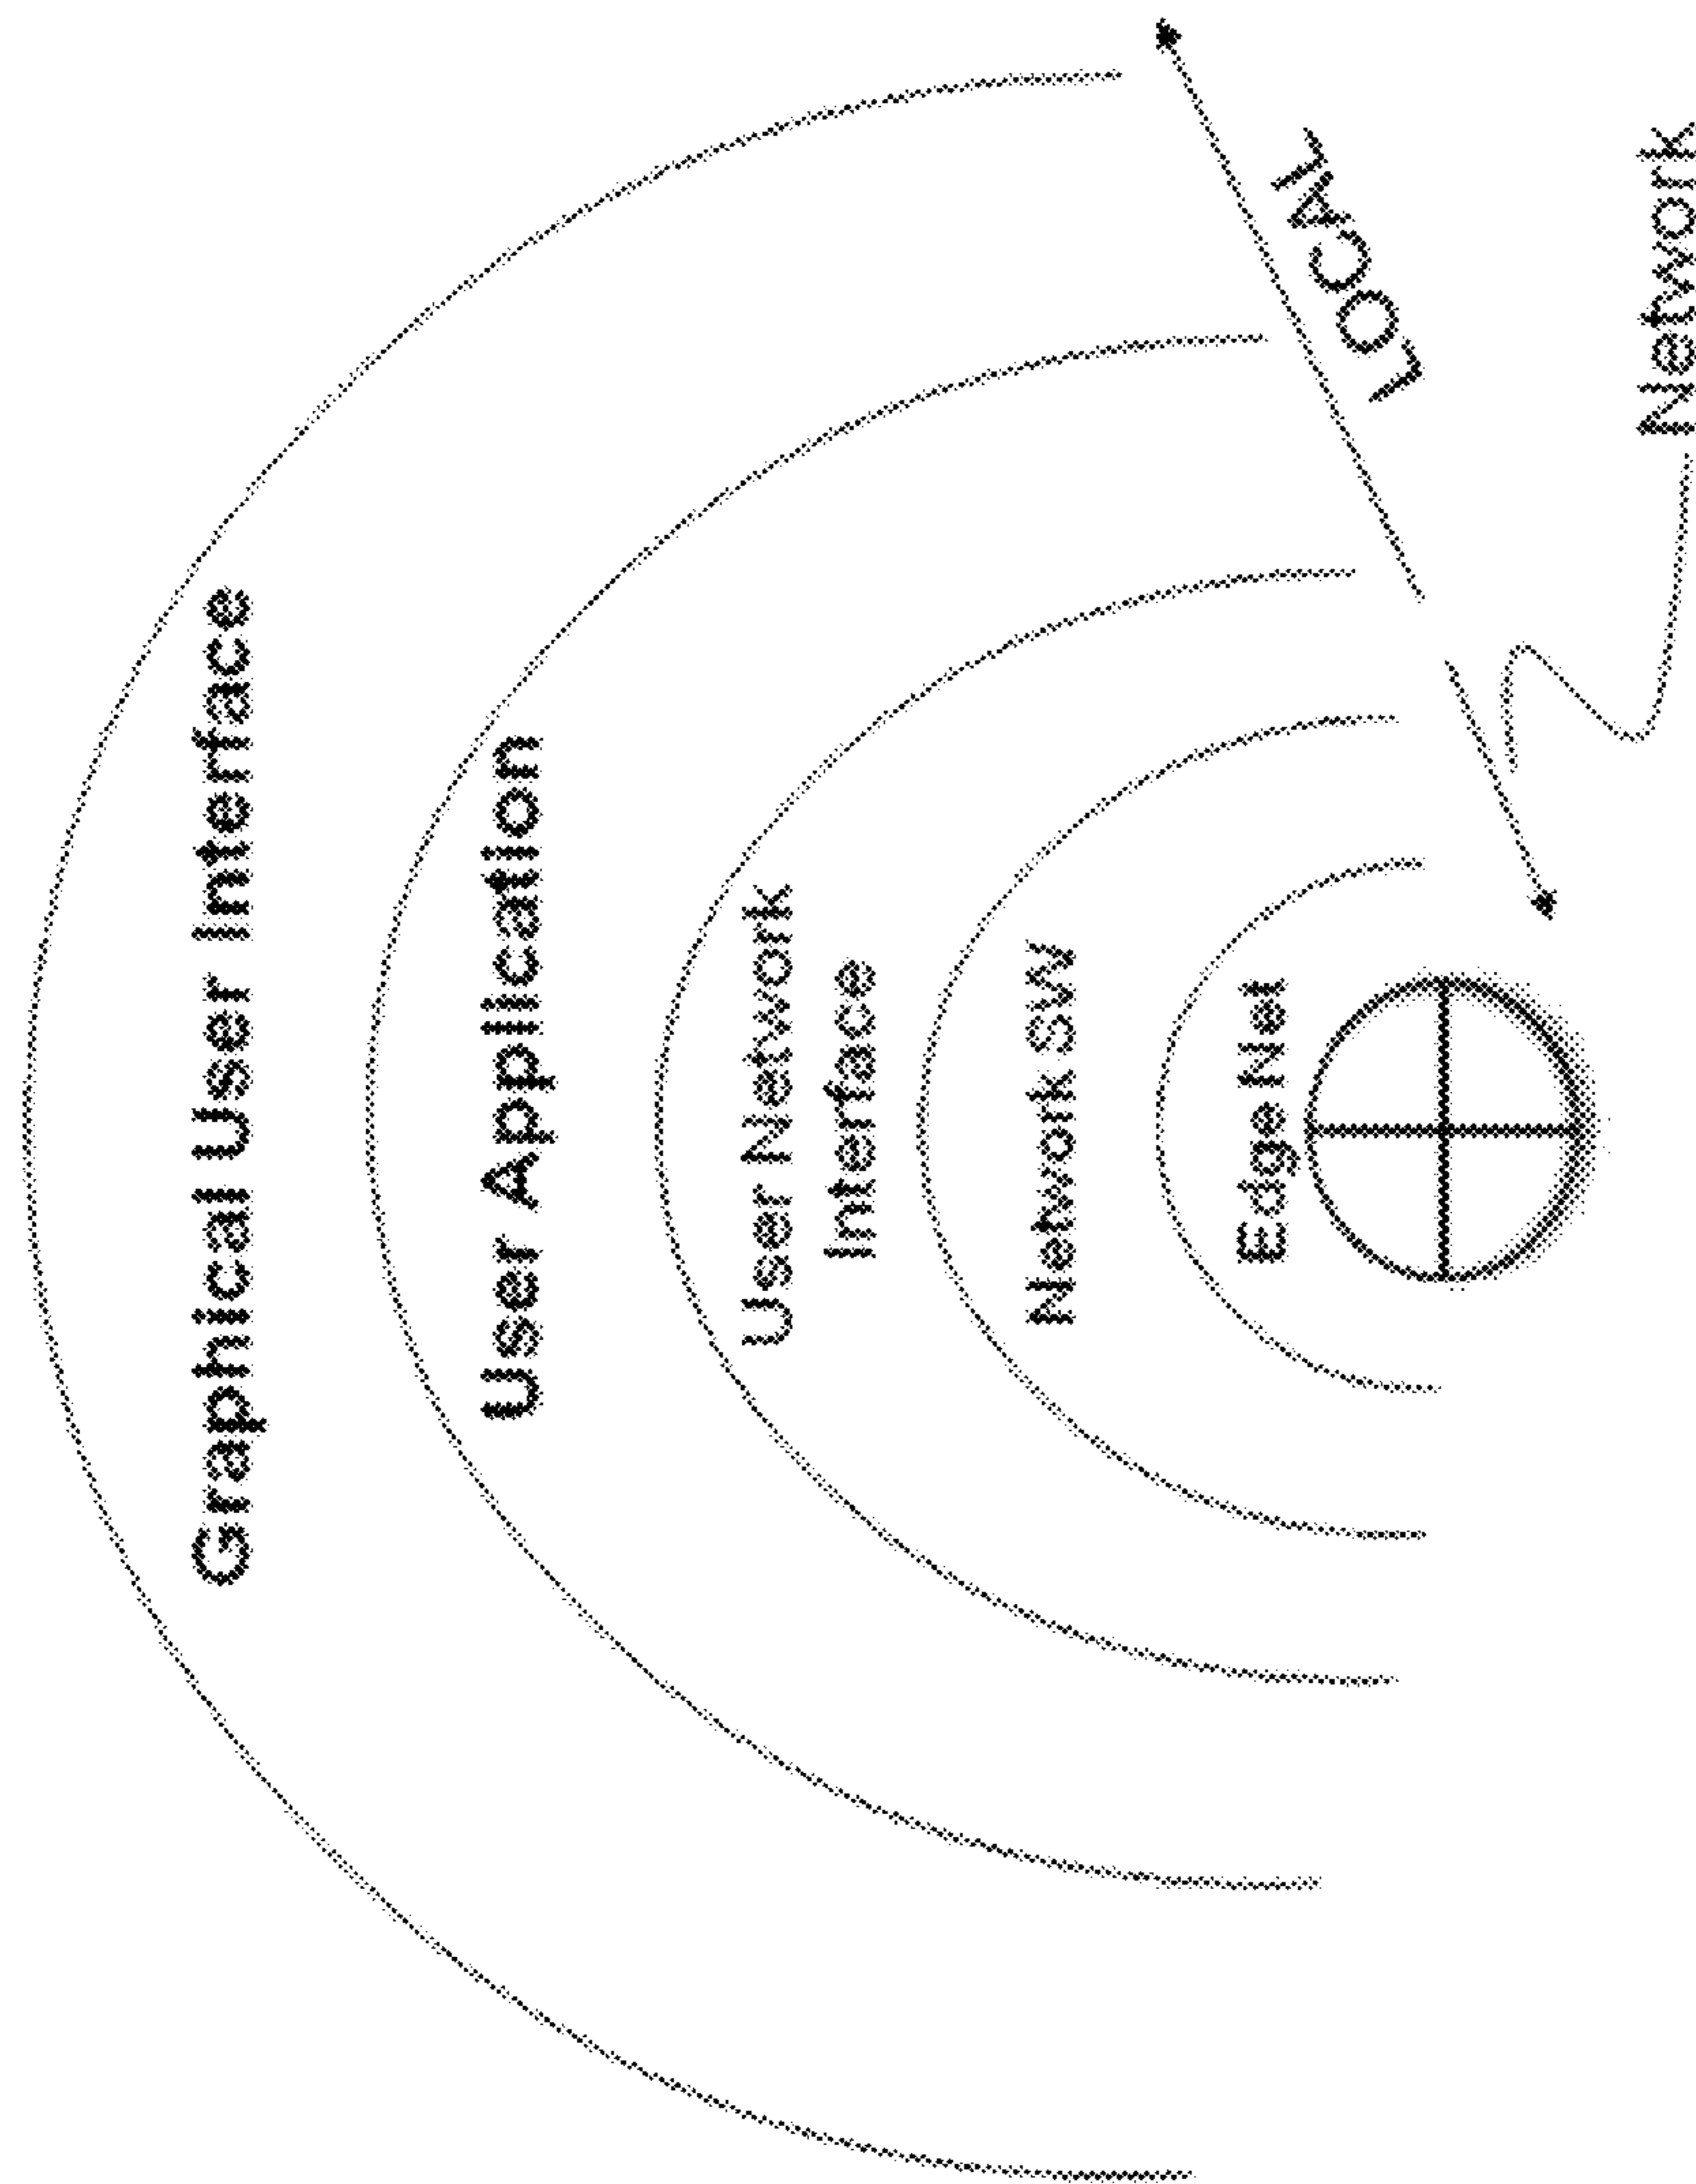 Graphical User Interface
User Application
User Network
Interface
Network SW
Edge Net
LOCAL
Network